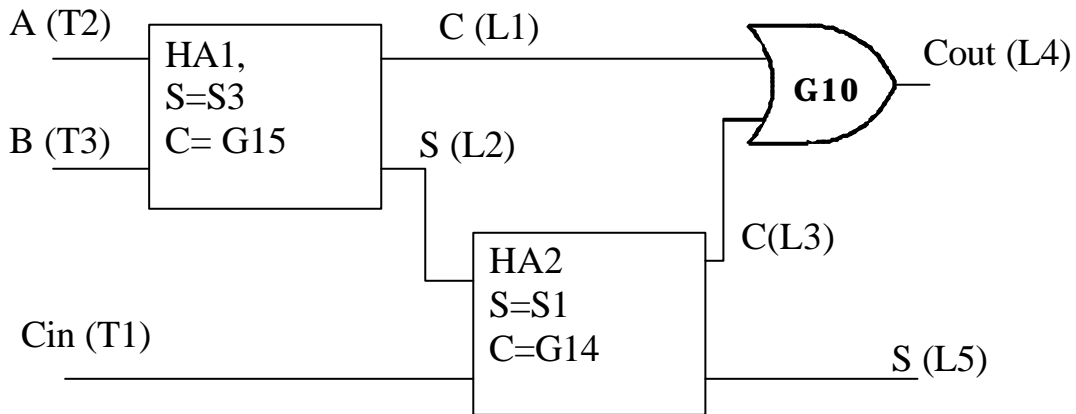 A (T2)
HA1,
S=S3
C= G15
B (T3)
C (L1)
S (L2)
G10
Cout (L4)
C(L3)
HA2
S=S1
C=G14
Cin (T1)
S (L5)